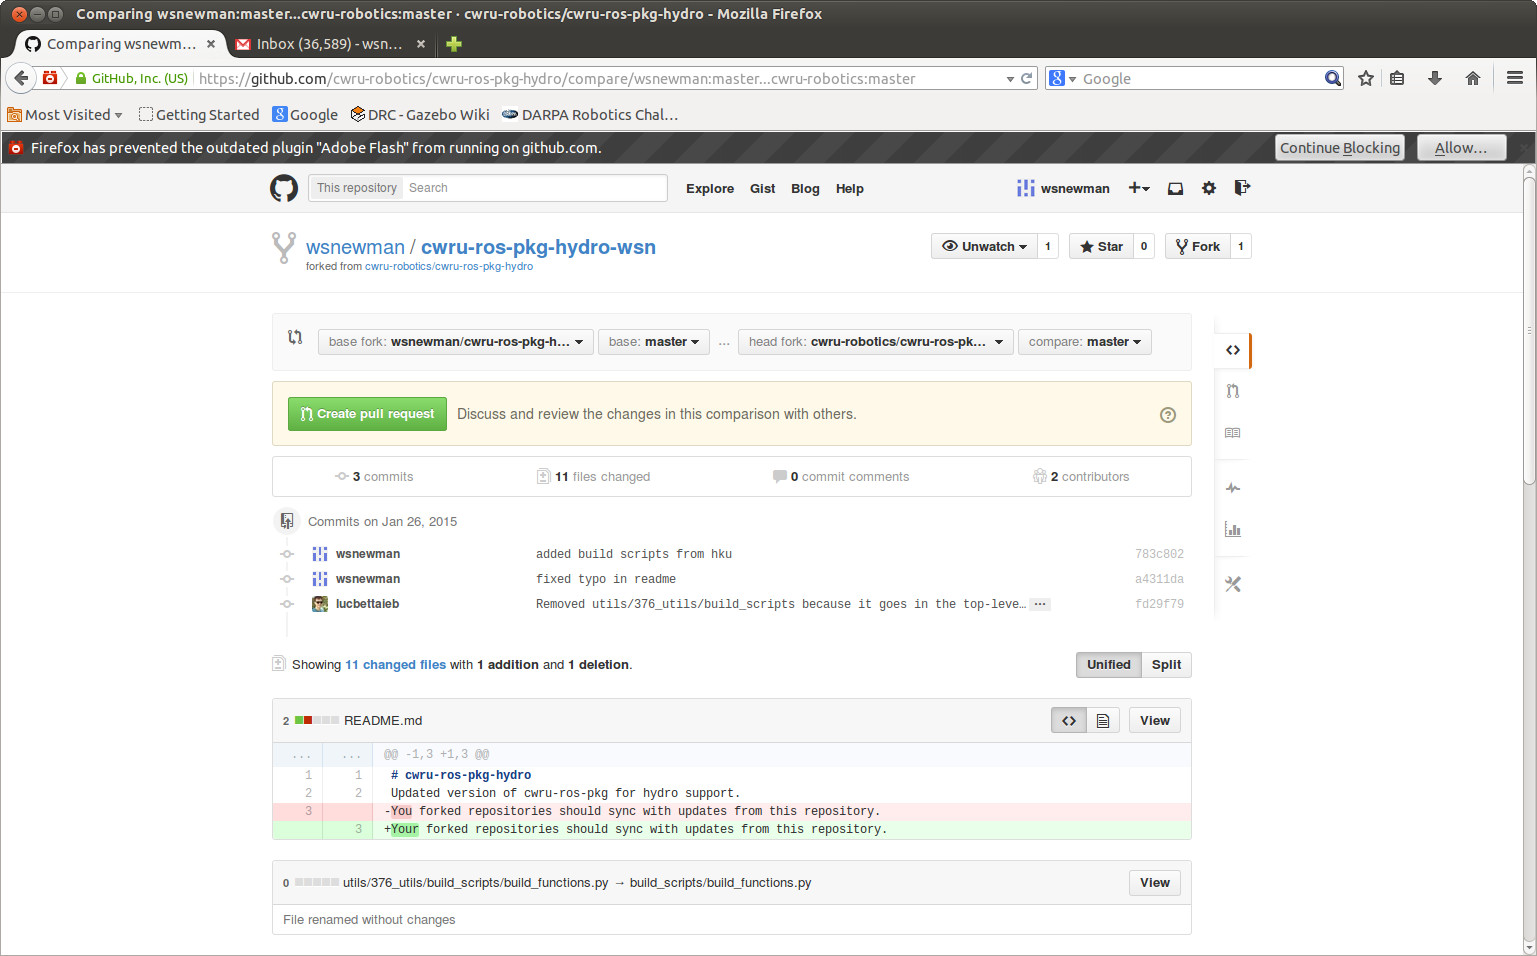 Comparing wsnewman:master...cwru-robotics:master · cwru-robotics/cwru-ros-pkg-hydro - Mozilla Firefox
Comparing wsnewm... Inbox (36,589) - wsn...
GitHub, Inc. (US) https://github.com/cwru-robotics/cwru-ros-pkg-hydro/compare/wsnewman:master...cwru-robotics:master Google
Most Visited Getting Started Google DRC - Gazebo Wiki DARPA Robotics Chal...
Firefox has prevented the outdated plugin "Adobe Flash" from running on github.com. Continue Blocking Allow...
This repository Search Explore Gist Blog Help wsnewman
wsnewman / cwru-ros-pkg-hydro-wsn Unwatch 1 Star 0 Fork 1
forked from cwru-robotics/cwru-ros-pkg-hydro
base fork: wsnewman/cwru-ros-pkg-h... base: master ... head fork: cwru-robotics/cwru-ros-pk... compare: master
Create pull request Discuss and review the changes in this comparison with others.
3 commits 11 files changed 0 commit comments 2 contributors
Commits on Jan 26, 2015
wsnewman added build scripts from hku 783c802
wsnewman fixed typo in readme a4311da
lucbettaieb Removed utils/376_utils/build_scripts because it goes in the top-leve… ... fd29f79
Showing 11 changed files with 1 addition and 1 deletion. Unified Split
2 README.md View
... ... @@ -1,3 +1,3 @@
1 1 # cwru-ros-pkg-hydro
2 2 Updated version of cwru-ros-pkg for hydro support.
3 -You forked repositories should sync with updates from this repository.
3 +Your forked repositories should sync with updates from this repository.
0 utils/376_utils/build_scripts/build_functions.py → build_scripts/build_functions.py View
File renamed without changes